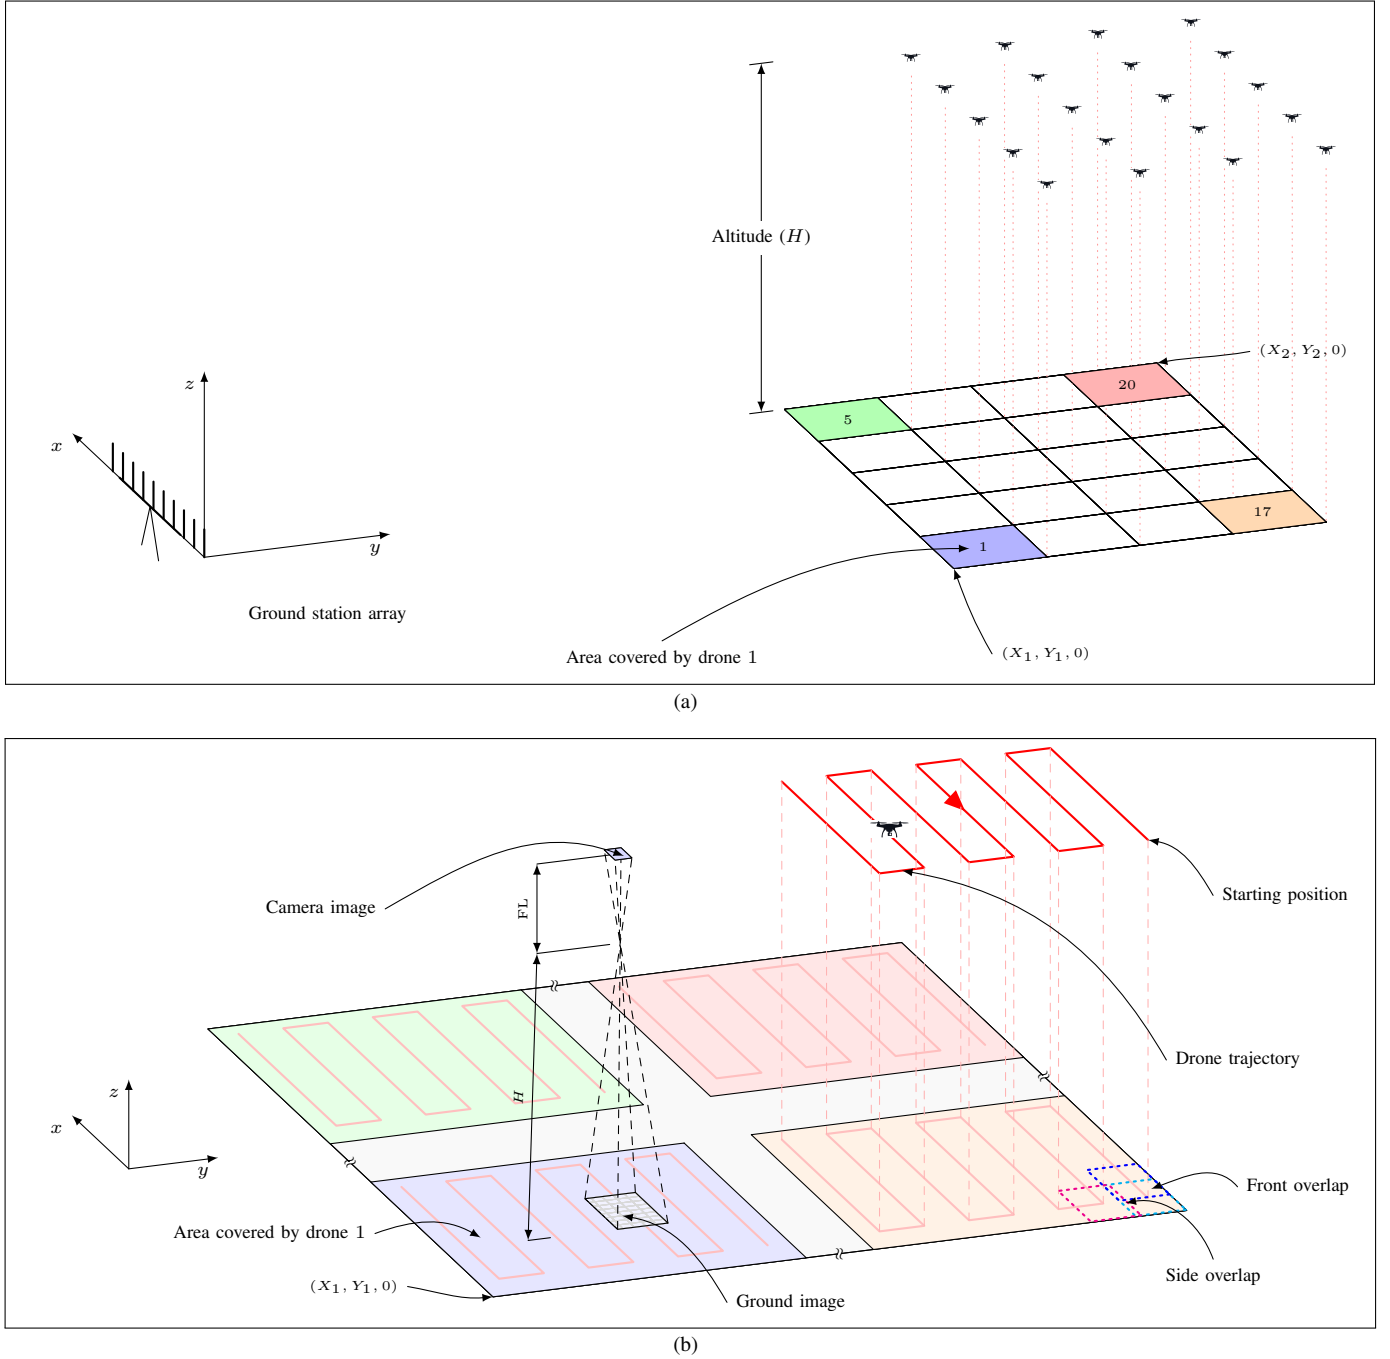 Altitude (H)
(X₂, Y₂, 0)
z
20
5
x
17
y
1
Ground station array
Area covered by drone 1
(X₁, Y₁, 0)
(a)
Camera image
FL
Starting position
Drone trajectory
z
H
x
y
Front overlap
Area covered by drone 1
Side overlap
(X₁, Y₁, 0)
Ground image
(b)